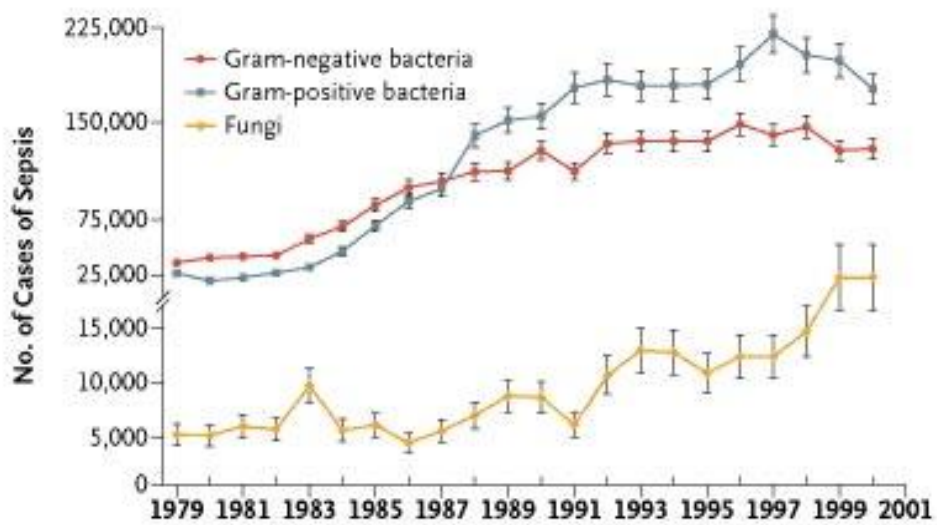 225,000
Gram-negative bacteria
Gram-positive bacteria
Fungi
150,000
75,000
25,000
15,000
10,000
5,000
0
No. of Cases of Sepsis
1979 1981 1983 1985 1987 1989 1991 1993 1995 1997 1999 2001